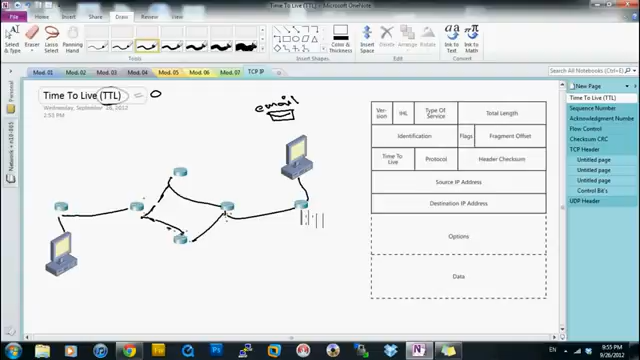 Time To Live - Microsoft OneNote
File
Home
Insert
Share
Draw
Review
View
Select & Type
Eraser
Lasso Select
Panning Hand
Tools
Color & Thickness
Insert Shapes
Insert Space
Delete
Arrange
Rotate
Edit
Ink to Text
Ink to Math
Convert
Mod. 01
Mod. 02
Mod. 03
Mod. 04
Mod. 05
Mod. 06
Mod. 07
TCP IP
Search All Notebooks (Ctrl+E)
Personal
Network+ n10-005
Time To Live (TTL) = 0
Wednesday, September 26, 2012
2:53 PM
email
Version
IHL
Type Of Service
Total Length
Identification
Flags
Fragment Offset
Time To Live
Protocol
Header Checksum
Source IP Address
Destination IP Address
Options
Data
New Page
Time To Live (TTL)
Sequence Number
Acknowledgment Numbe
Flow Control
Checksum CRC
TCP Header
Untitled page
Untitled page
Untitled page
Control Bit's
UDP Header
EN
9:55 PM
9/26/2012